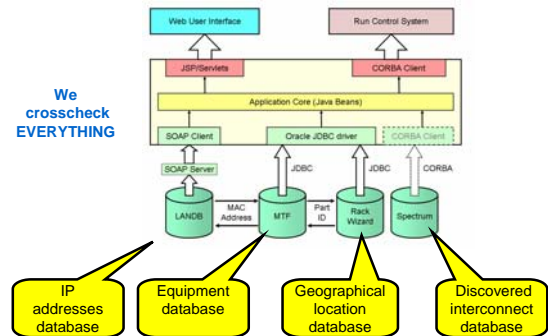 Web User Interface
Run Control System
JSP/Servlets
CORBA Client
We
crosscheck
EVERYTHING
Application Core (Java Beans)
SOAP Client
Oracle JDBC driver
CORBA Client
SOAP Server
JDBC
JDBC
CORBA
LANDB
MAC
Address
MTF
Part
ID
Rack
Wizard
Spectrum
IP
addresses
database
Equipment
database
Geographical
location
database
Discovered
interconnect
database